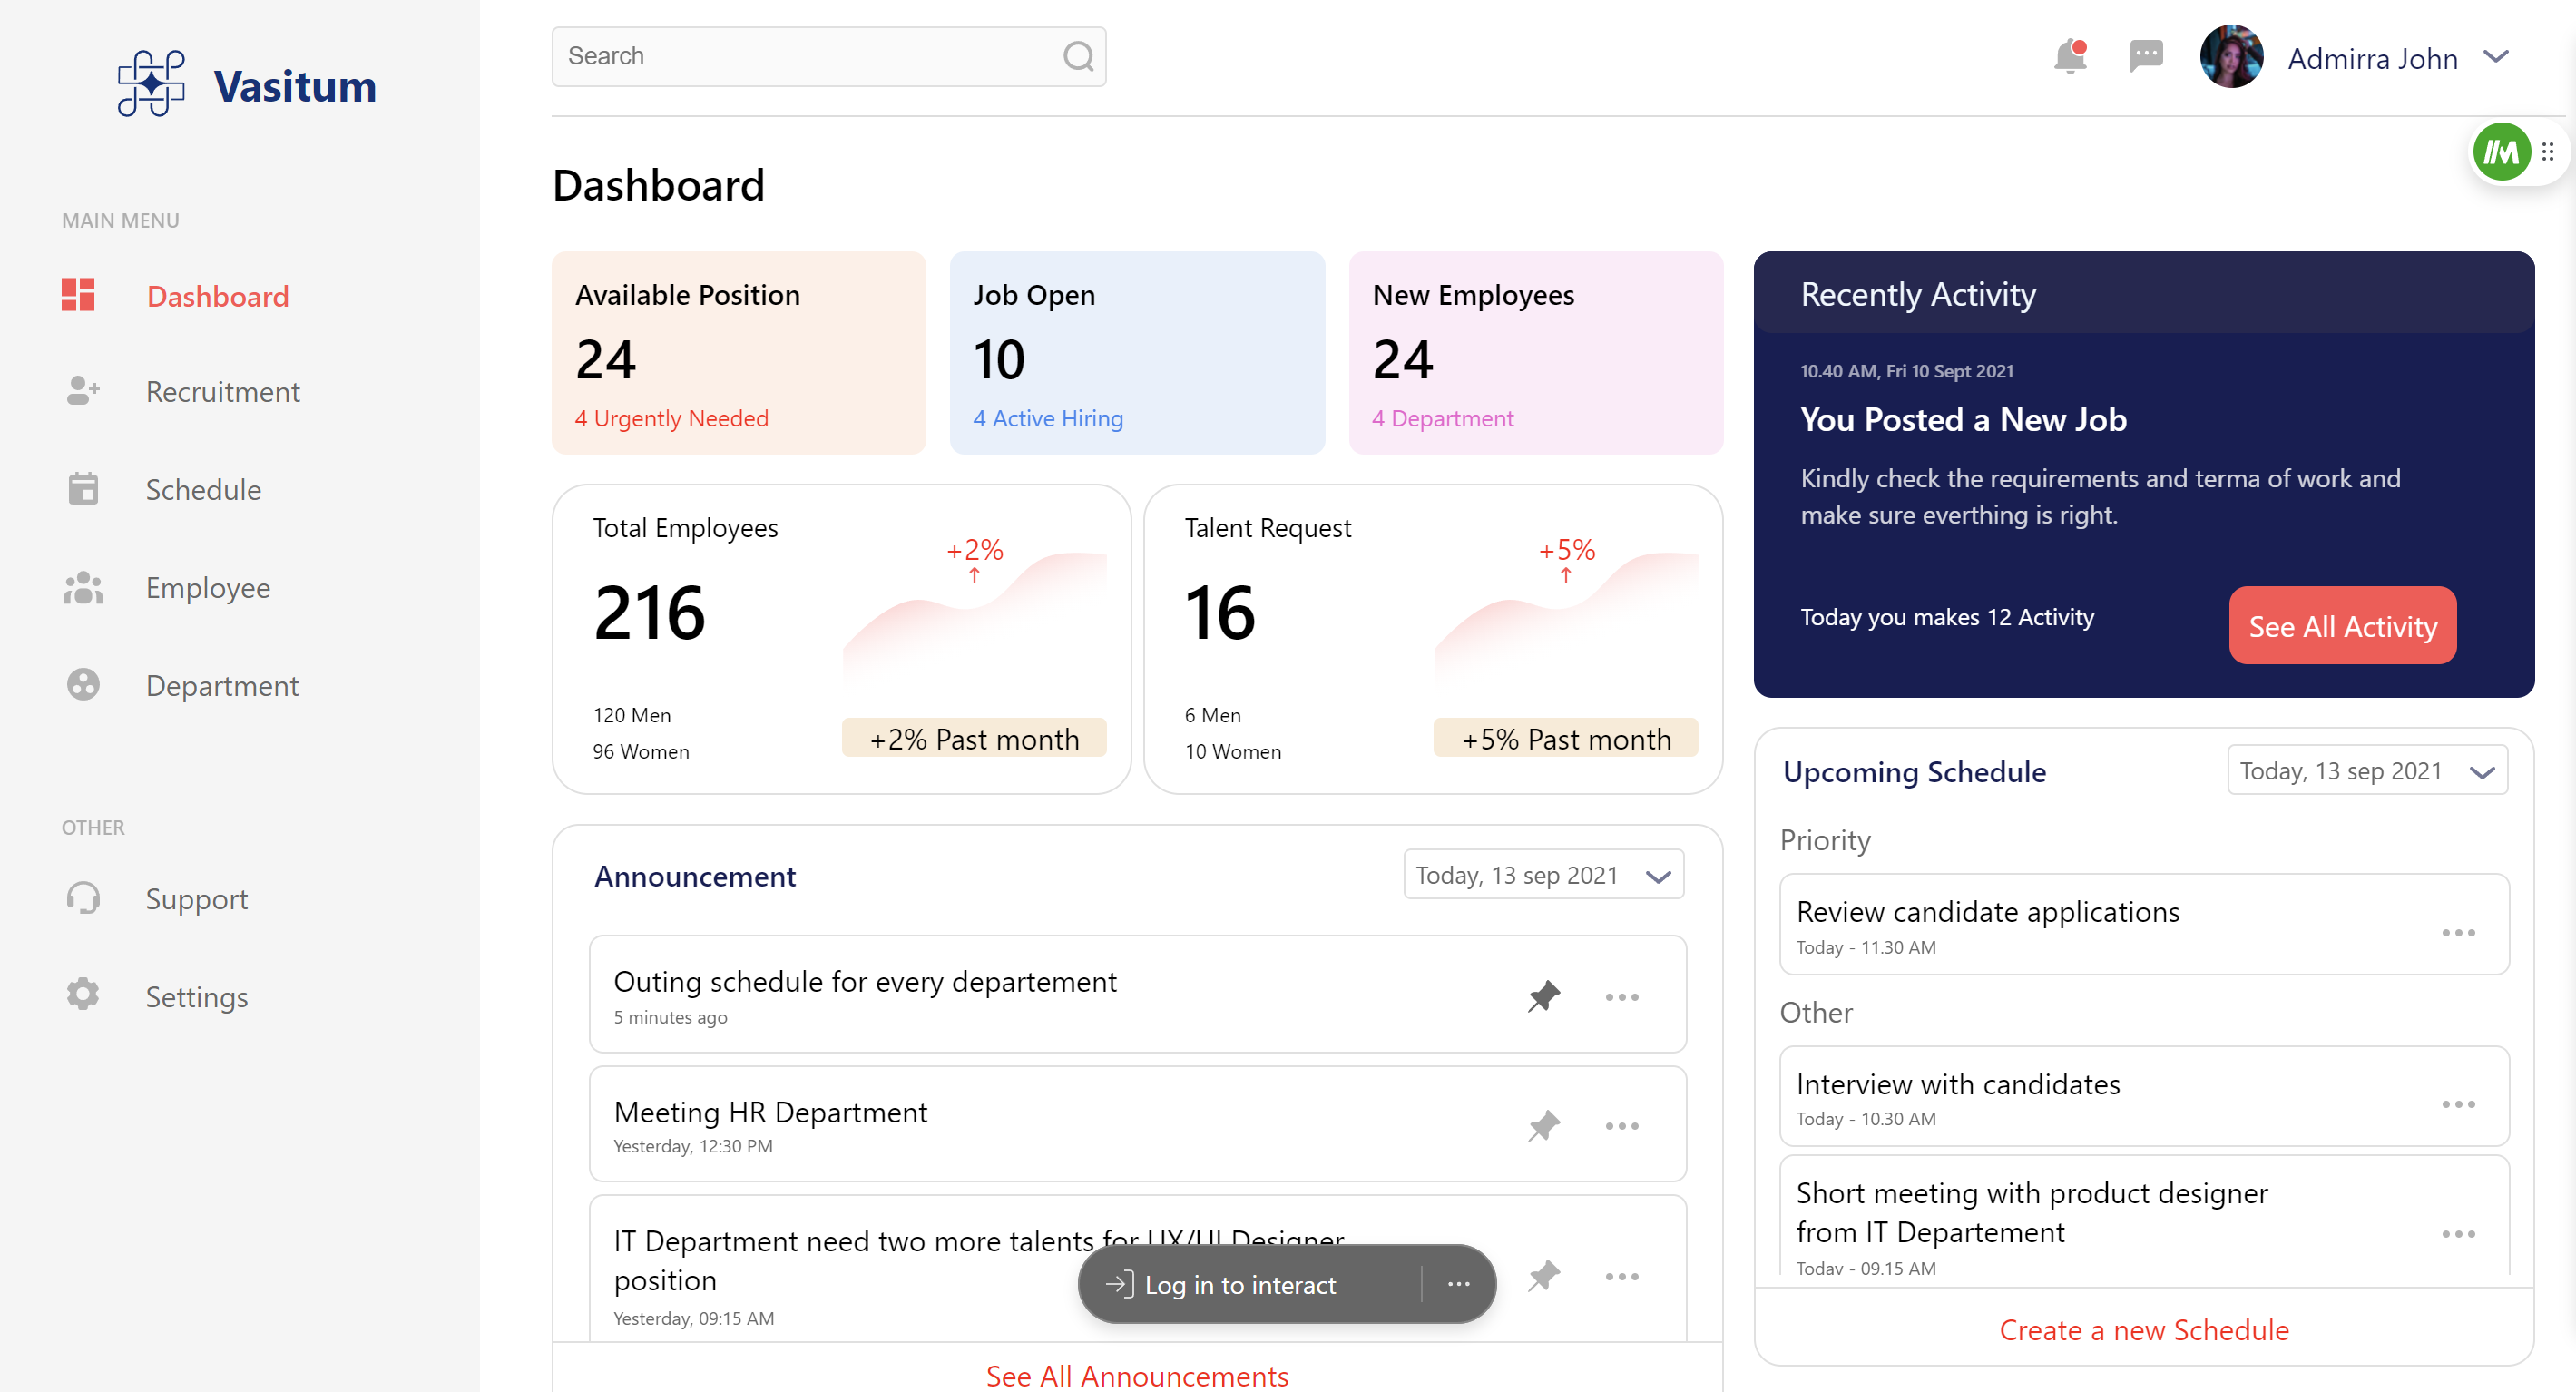 Vasitum
MAIN MENU
Dashboard
Recruitment
Schedule
Employee
Department
OTHER
Support
Settings
Search
Admirra John
Dashboard
Available Position
24
4 Urgently Needed
Job Open
10
4 Active Hiring
New Employees
24
4 Department
Total Employees
216
+2%
120 Men
96 Women
+2% Past month
Talent Request
16
+5%
6 Men
10 Women
+5% Past month
Announcement
Today, 13 sep 2021
Outing schedule for every departement
5 minutes ago
Meeting HR Department
Yesterday, 12:30 PM
IT Department need two more talents for UX/UI Designer
position
Yesterday, 09:15 AM
See All Announcements
Log in to interact
Recently Activity
10.40 AM, Fri 10 Sept 2021
You Posted a New Job
Kindly check the requirements and terma of work and
make sure everthing is right.
Today you makes 12 Activity
See All Activity
Upcoming Schedule
Today, 13 sep 2021
Priority
Review candidate applications
Today - 11.30 AM
Other
Interview with candidates
Today - 10.30 AM
Short meeting with product designer
from IT Departement
Today - 09.15 AM
Create a new Schedule